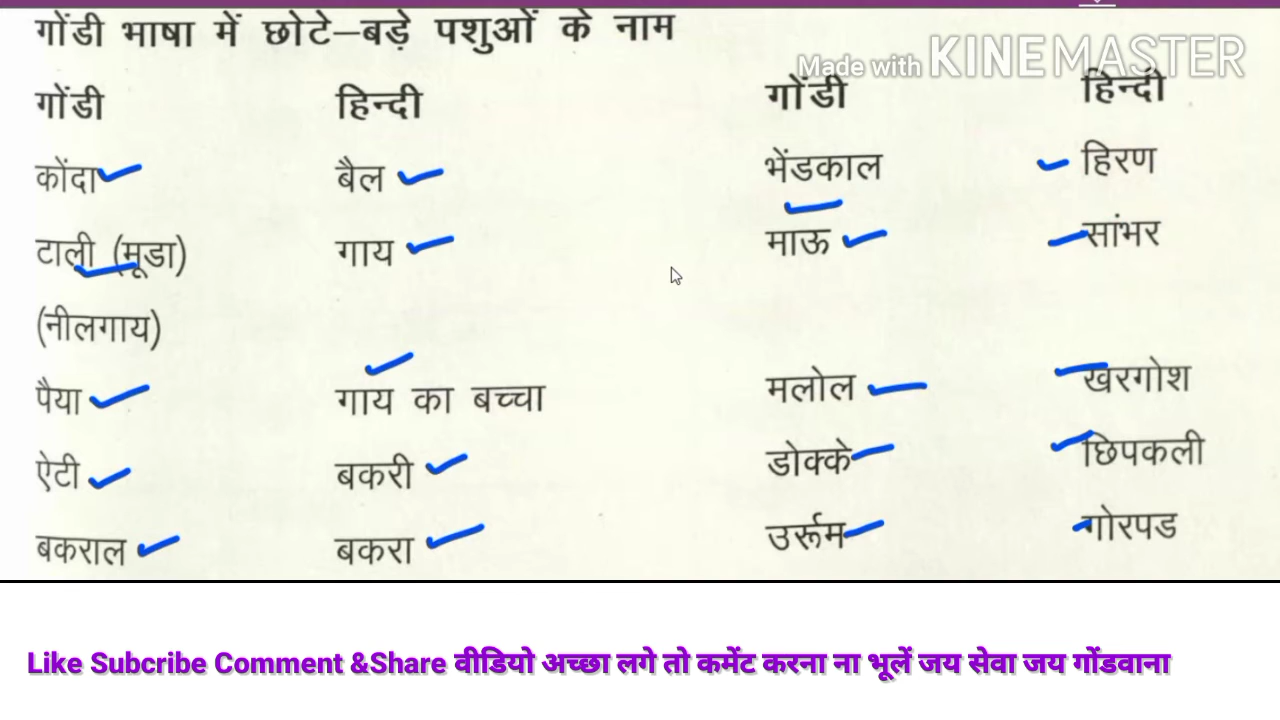 गोंडी भाषा में छोटे–बड़े पशुओं के नाम
Made with KINEMASTER
गोंडी हिन्दी गोंडी हिन्दी
कोंदा बैल भेंडकाल हिरण
टाली (मूडा) गाय माऊ सांभर
(नीलगाय)
पैया गाय का बच्चा मलोल खरगोश
ऐटी बकरी डोक्के छिपकली
बकराल बकरा उर्रूम गोरपड
Like Subcribe Comment &Share वीडियो अच्छा लगे तो कमेंट करना ना भूलें जय सेवा जय गोंडवाना